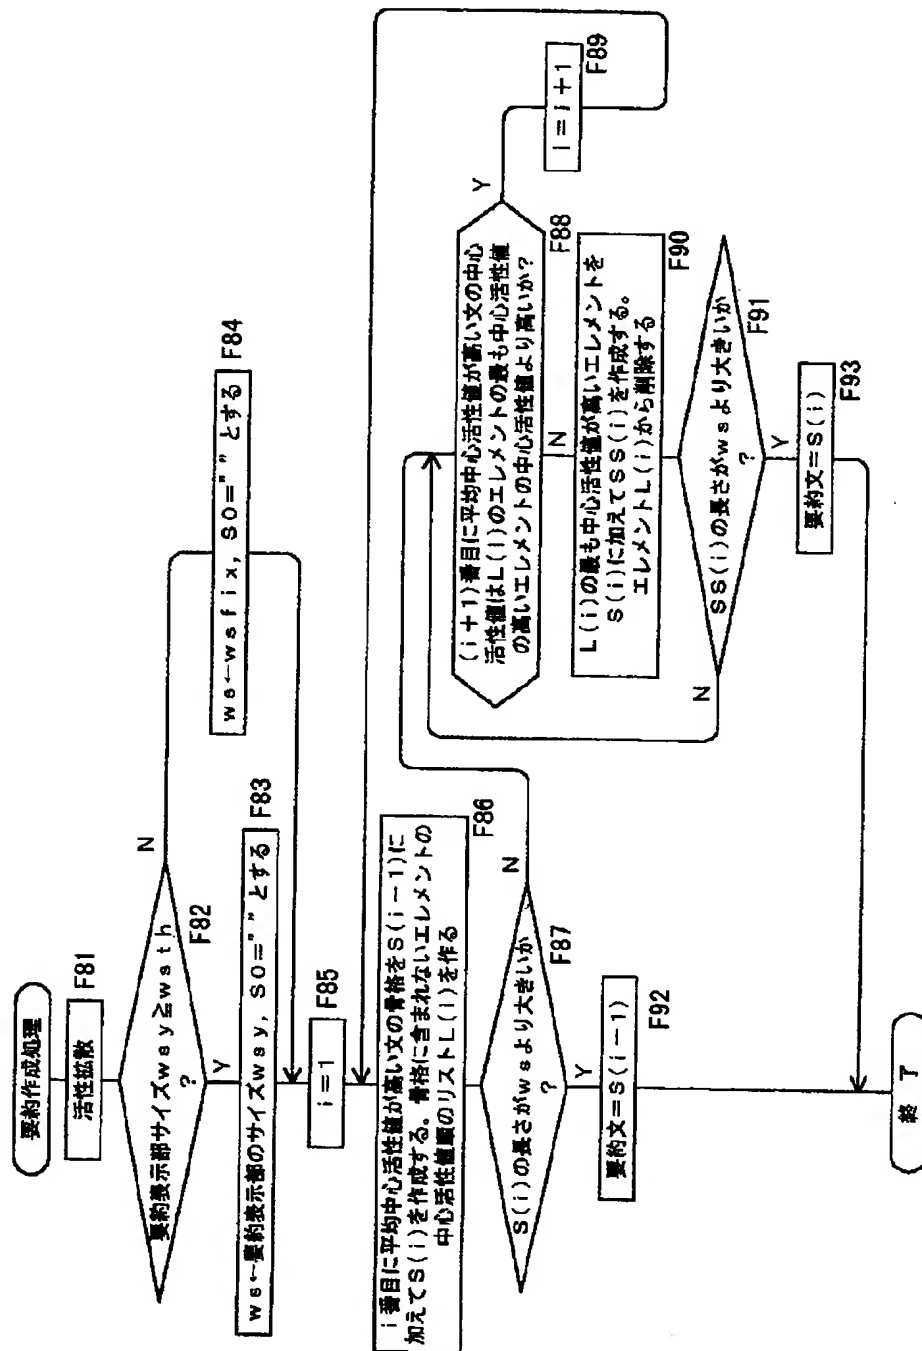 要約作成処理
活性拡散
F81
要約表示部サイズwsy≧wsth
?
F82
N
Y
ws←要約表示部のサイズwsy, S0=""とする
F83
ws←wsfix, S0=""とする
F84
i=1
F85
i番目に平均中心活性値が高い文の骨格をS(i-1)に
加えてS(i)を作成する。骨格に含まれないエレメントの
中心活性値順のリストL(i)を作る
F86
S(i)の長さがwsより大きいか
?
F87
N
Y
要約文=S(i-1)
F92
(i+1)番目に平均中心活性値が高い文の中心
活性値はL(i)のエレメントの最も中心活性値
の高いエレメントの中心活性値より高いか?
F88
Y
N
i=i+1
F89
L(i)の最も中心活性値が高いエレメントを
S(i)に加えてSS(i)を作成する。
エレメントL(i)から削除する
F90
SS(i)の長さがwsより大きいか
?
F91
N
Y
要約文=S(i)
F93
終 了